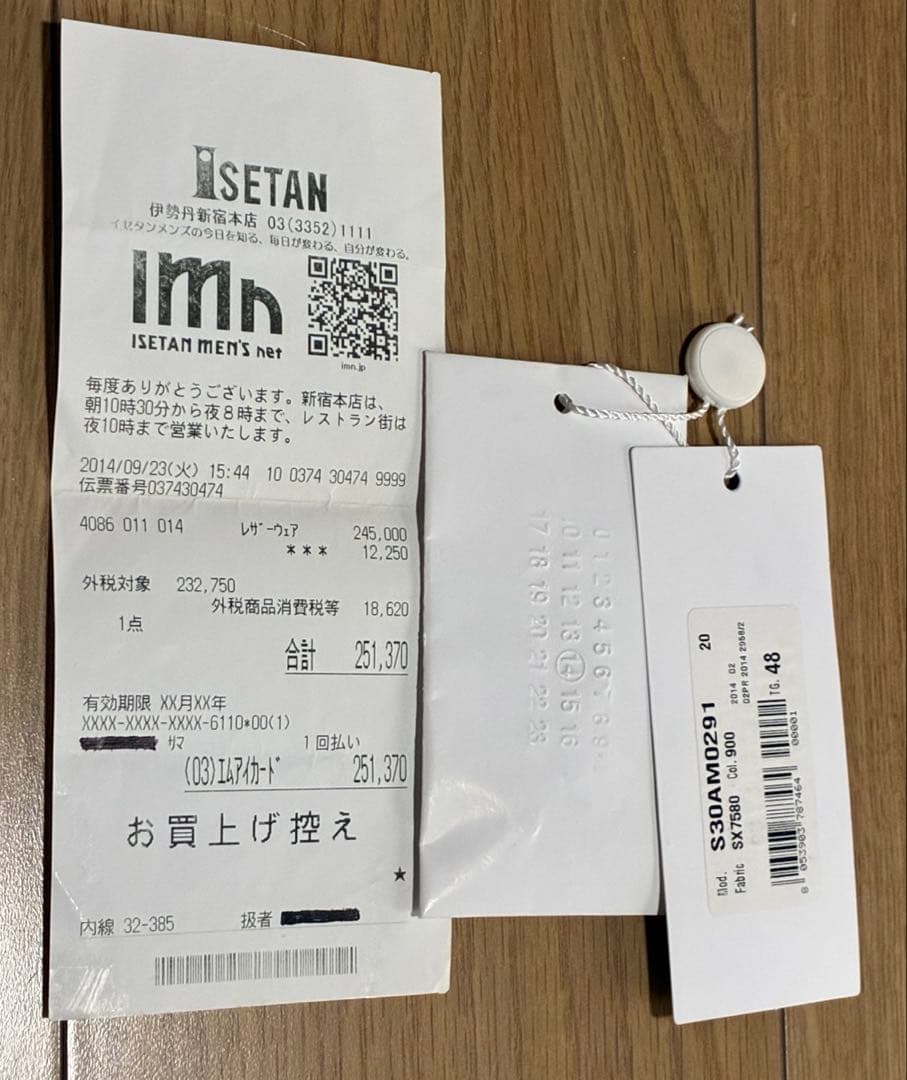 ISETAN
伊勢丹新宿本店 03(3352)1111
イセタンメンズの今日を知る、毎日が変わる、自分が変わる。
imn
ISETAN MEN'S net
imn.jp
毎度ありがとうございます。新宿本店は、
朝10時30分から夜8時まで、レストラン街は
夜10時まで営業いたします。
2014/09/23(火) 15:44 10 0374 30474 9999
伝票番号037430474
4086 011 014 レザーウェア 245,000
*** 12,250
外税対象 232,750
外税商品消費税等 18,620
1点
合計 251,370
有効期限 XX月XX年
XXXX-XXXX-XXXX-6110*00(1)
サマ 1回払い
(03)エムアイカード 251,370
お買上げ控え
★
内線 32-385 扱者
0 1 2 3 4 5 6 7 8 9
10 11 12 13 14 15 16
17 18 19 20 21 22 23
Mod. S30AM0291 20
Fabric SX7580 Col. 900 2014 02
02PR 2014 2958/2
TG. 48
8 053903 787464 00001